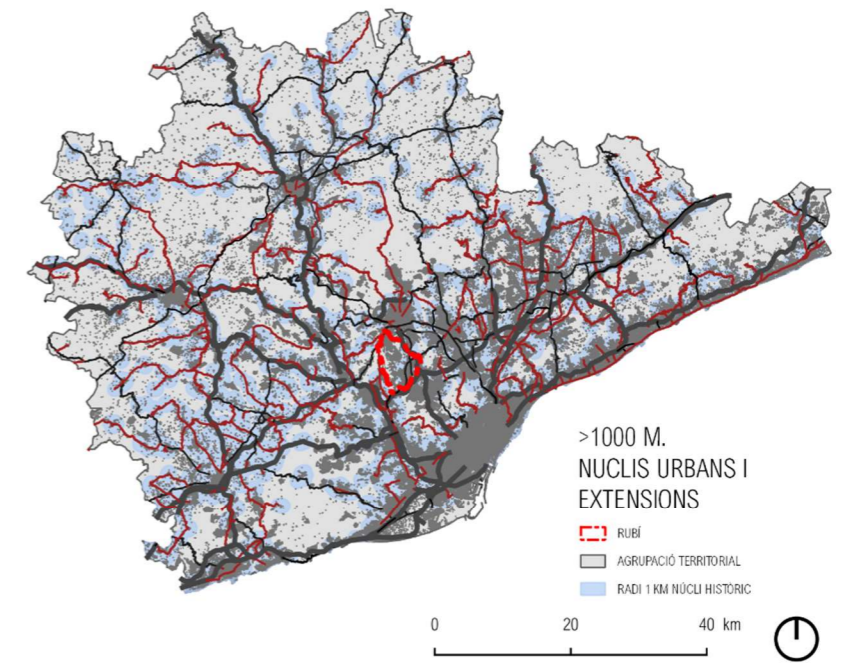 >1000 M.
NUCLIS URBANS I
EXTENSIONS
RUBÍ
AGRUPACIÓ TERRITORIAL
RADI 1 KM NÚCLI HISTÒRIC
0 20 40 km